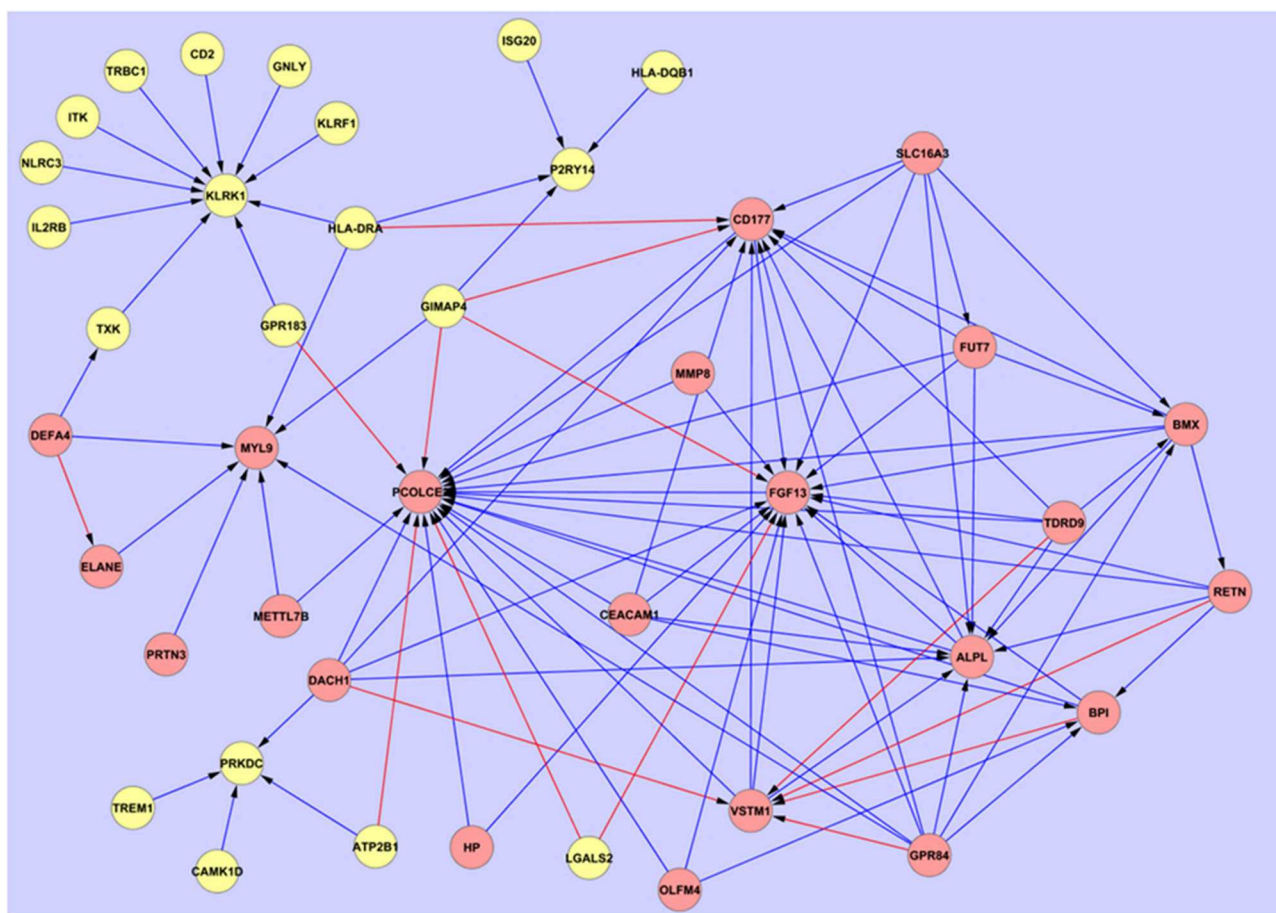 ISG20
CD2
TRBC1
GNLY
HLA-DQB1
ITK
KLRF1
SLC16A3
NLRC3
P2RY14
KLRK1
CD177
IL2RB
HLA-DRA
GIMAP4
TXK
GPR183
FUT7
MMP8
BMX
DEFA4
MYL9
PCOLCE
FGF13
TDRD9
ELANE
RETN
METTL7B
CEACAM1
PRTN3
ALPL
DACH1
BPI
PRKDC
TREM1
VSTM1
ATP2B1
HP
LGALS2
GPR84
CAMK1D
OLFM4